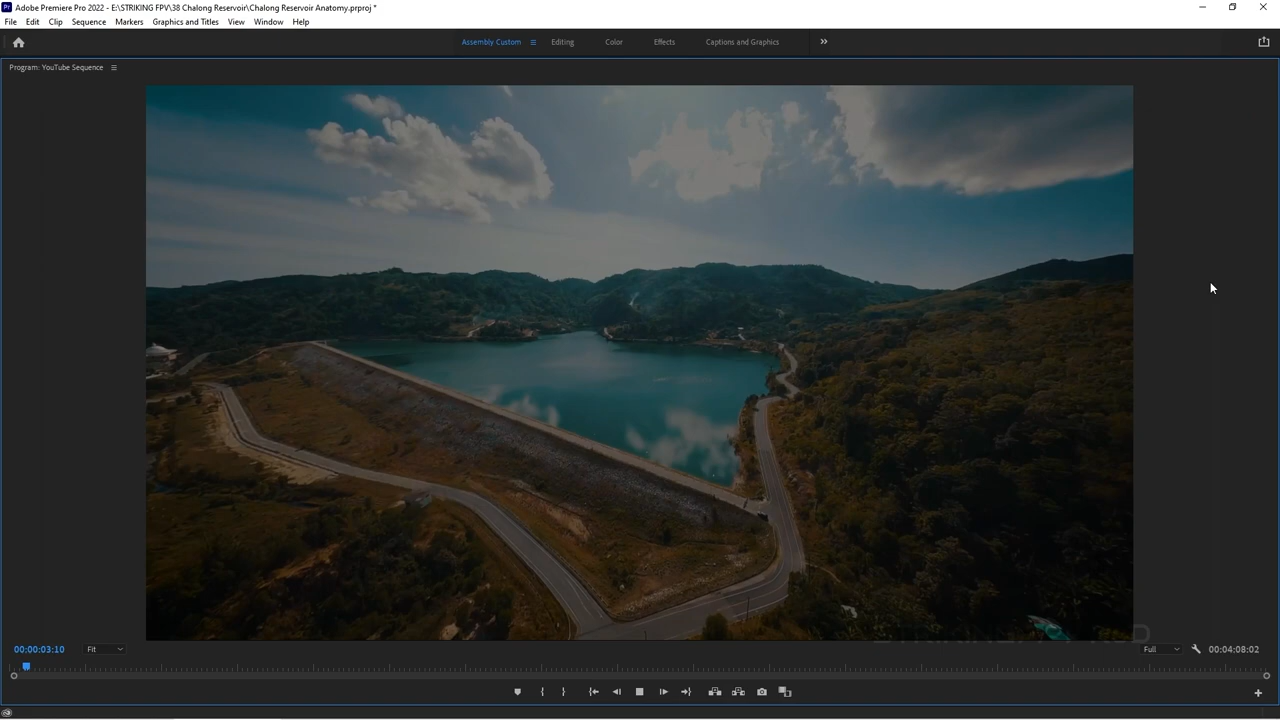 Adobe Premiere Pro 2022 - E:\STRIKING FPV\38 Chalong Reservoir\Chalong Reservoir Anatomy.prproj *
File Edit Clip Sequence Markers Graphics and Titles View Window Help
Assembly Custom Editing Color Effects Captions and Graphics
Program: YouTube Sequence
00:00:03:10 Fit Full 00:04:08:02